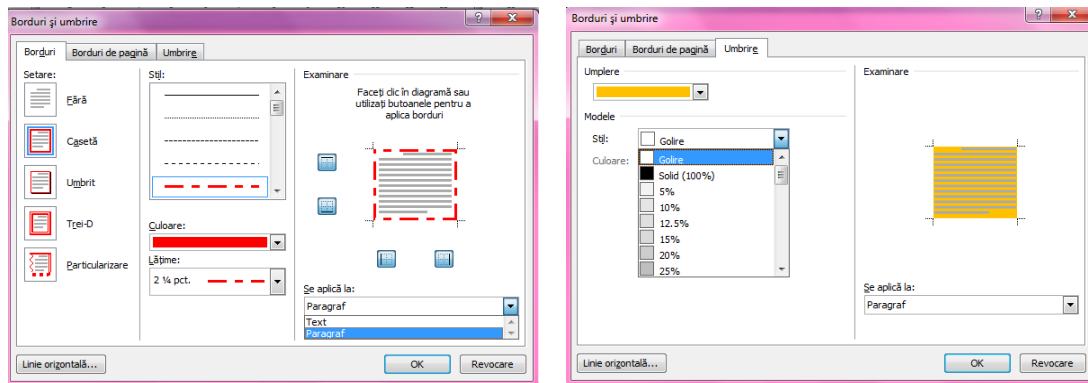 Borduri şi umbrire
Borduri
Borduri de pagină
Umbrire
Setare:
Fără
Casetă
Umbrit
Trei-D
Particularizare
Stil:
Culoare:
Lăţime:
2 ¼ pct.
Examinare
Faceţi clic în diagramă sau
utilizaţi butoanele pentru a
aplica borduri
Se aplică la:
Paragraf
Text
Paragraf
Linie orizontală...
OK
Revocare
Borduri şi umbrire
Borduri
Borduri de pagină
Umbrire
Umplere
Modele
Stil:
Golire
Culoare:
Golire
Solid (100%)
5%
10%
12.5%
15%
20%
25%
Examinare
Se aplică la:
Paragraf
Linie orizontală...
OK
Revocare